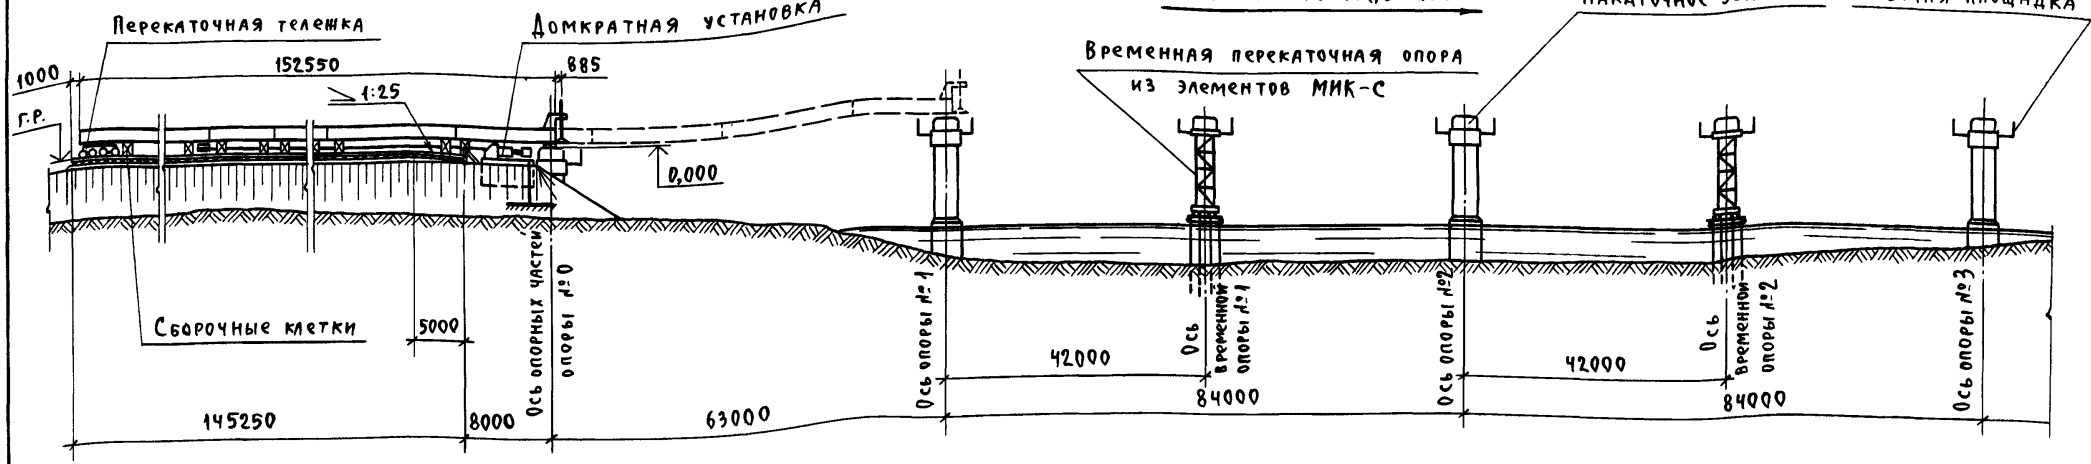 Перекаточная тележка
Домкратная установка
Временная перекаточная опора
из элементов МИК-С
площадка
1000
152550
885
1:25
Г.Р.
0,000
Сборочные клетки
5000
Ось опорных частей
опоры №0
Ось опоры №1
Ось
временной
опоры №1
Ось опоры №2
Ось
временной
опоры №2
Ось опоры №3
42000
42000
145250
8000
63000
84000
84000